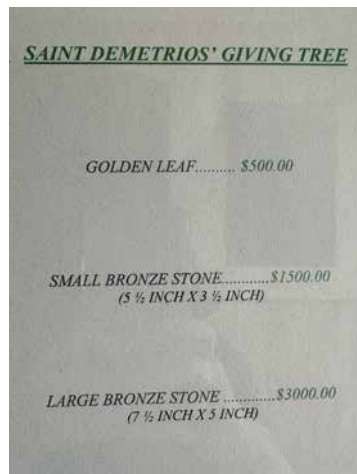 SAINT DEMETRIOS' GIVING TREE
GOLDEN LEAF.......... $500.00
SMALL BRONZE STONE............$1500.00
(5 ½ INCH X 3 ½ INCH)
LARGE BRONZE STONE .............$3000.00
(7 ½ INCH X 5 INCH)